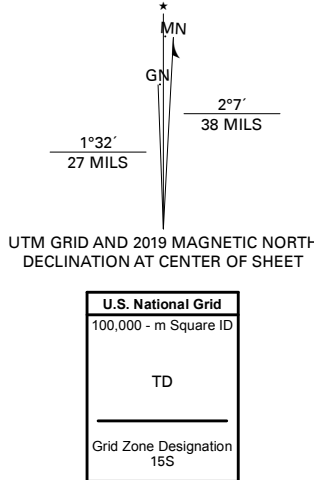 MN
GN
2°7´
38 MILS
1°32´
27 MILS
UTM GRID AND 2019 MAGNETIC NORTH
DECLINATION AT CENTER OF SHEET
U.S. National Grid
100,000 - m Square ID
TD
Grid Zone Designation
15S